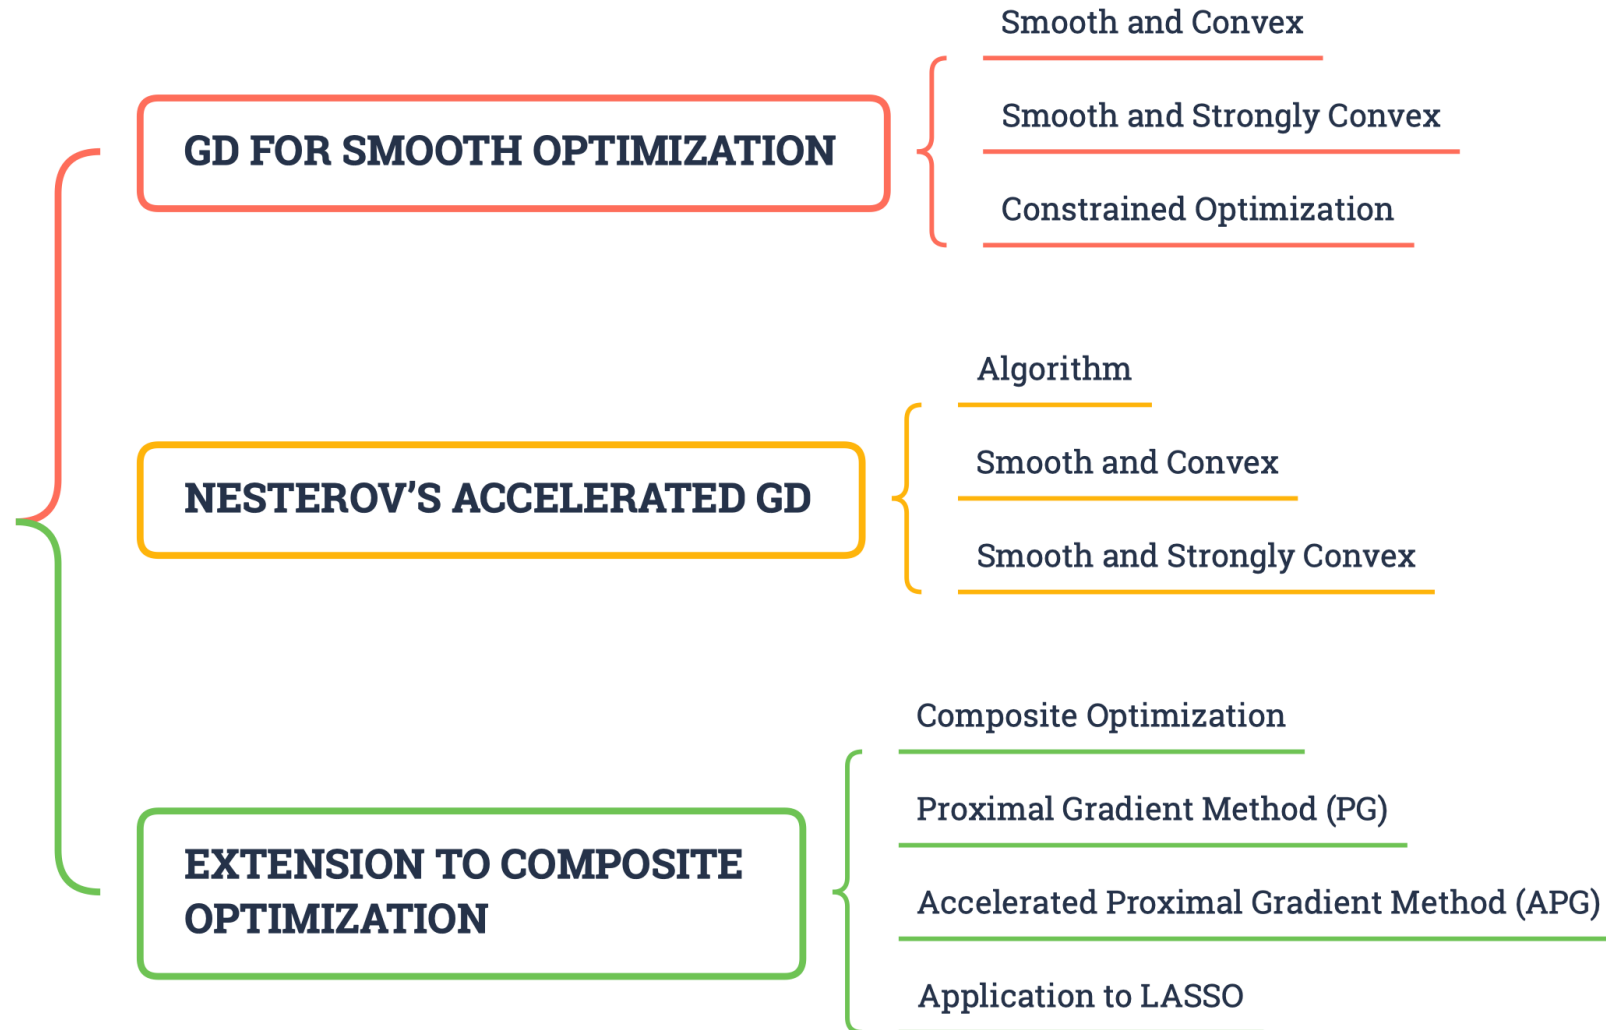 GD FOR SMOOTH OPTIMIZATION
Smooth and Convex
Smooth and Strongly Convex
Constrained Optimization
NESTEROV’S ACCELERATED GD
Algorithm
Smooth and Convex
Smooth and Strongly Convex
EXTENSION TO COMPOSITE
OPTIMIZATION
Composite Optimization
Proximal Gradient Method (PG)
Accelerated Proximal Gradient Method (APG)
Application to LASSO